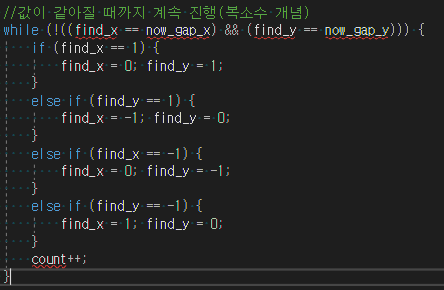 //값이 같아질 때까지 계속 진행(복소수 개념)
while (!((find_x == now_gap_x) && (find_y == now_gap_y))) {
if (find_x == 1) {
find_x = 0; find_y = 1;
}
else if (find_y == 1) {
find_x = -1; find_y = 0;
}
else if (find_x == -1) {
find_x = 0; find_y = -1;
}
else if (find_y == -1) {
find_x = 1; find_y = 0;
}
count++;
}